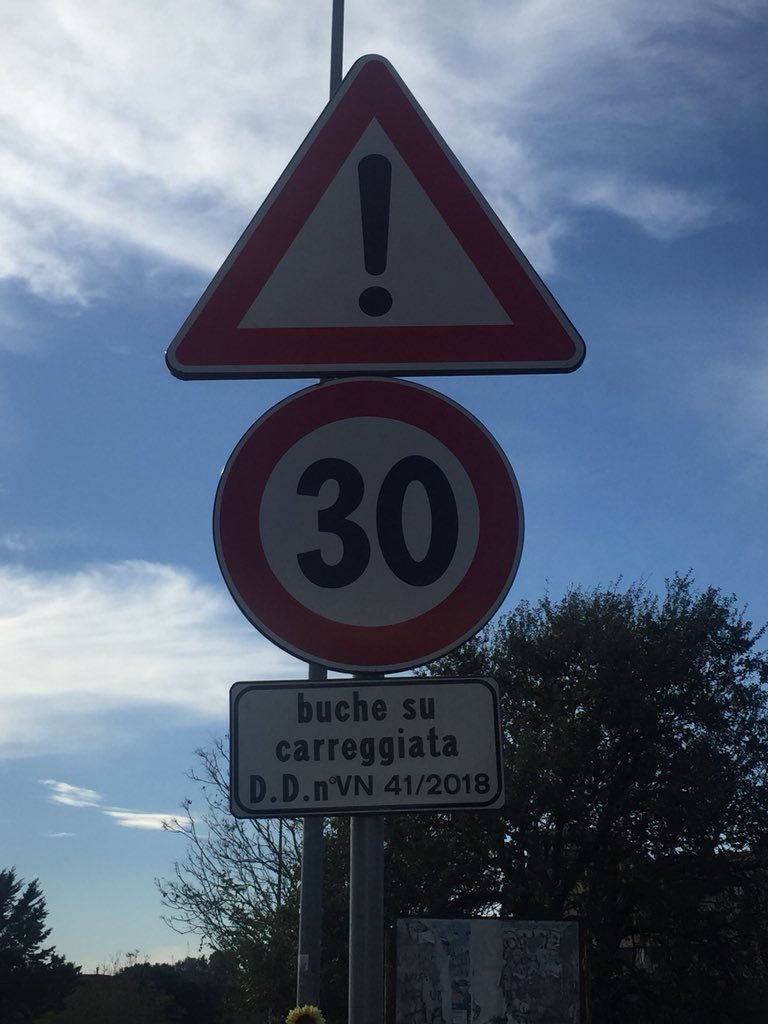 !
30
buche su
carreggiata
D.D.n°VN 41/2018